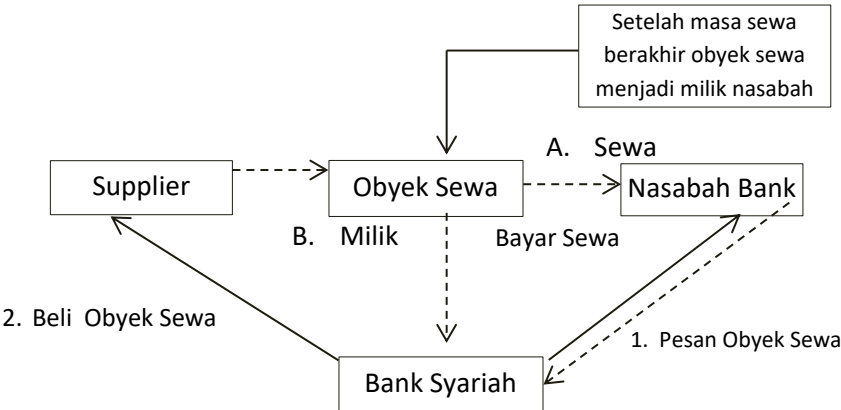 Setelah masa sewa
berakhir obyek sewa
menjadi milik nasabah
A. Sewa
Supplier
Obyek Sewa
Nasabah Bank
B. Milik
Bayar Sewa
2. Beli Obyek Sewa
1. Pesan Obyek Sewa
Bank Syariah